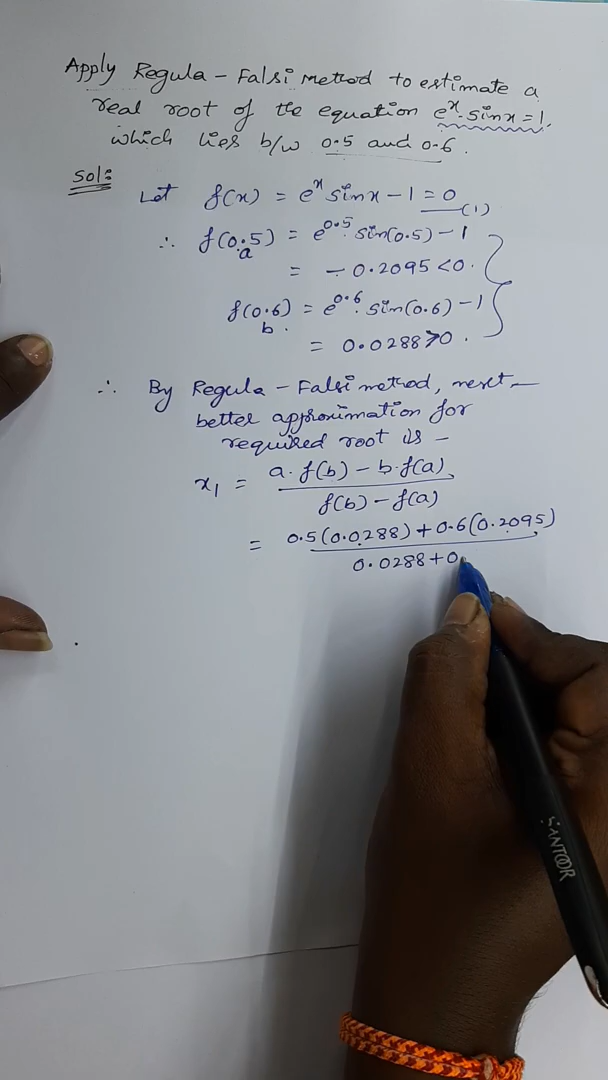 Apply Regula - Falsi method to estimate a
real root of the equation e^x. sinx = 1,
which lies b/w 0.5 and 0.6.
Sol:
Let f(x) = e^x sinx - 1 = 0 —(1)
∴ f(0.5) = e^0.5 sin(0.5) - 1
a
= - 0.2095 < 0.
f(0.6) = e^0.6. sin(0.6) - 1
b.
= 0.0288 > 0.
∴ By Regula - Falsi method, next
better approximation for
required root is -
x₁ = a. f(b) - b. f(a) / f(b) - f(a)
= 0.5(0.0288) + 0.6(0.2095) / 0.0288 + 0.
SANTOOR